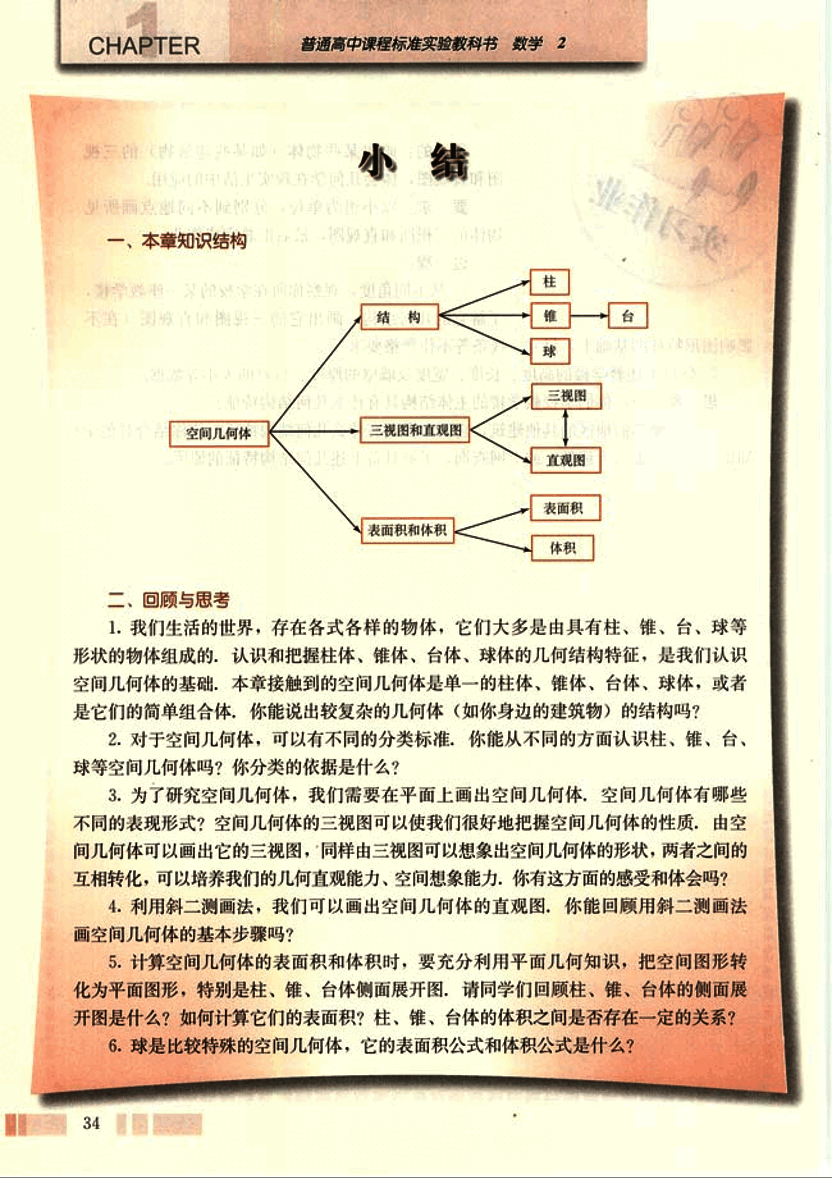 1
CHAPTER
普通高中课程标准实验教科书 数学 2
小 结
一、本章知识结构
柱
结 构
锥
台
球
三视图
空间几何体
三视图和直观图
直观图
表面积
表面积和体积
体积
二、回顾与思考
1. 我们生活的世界，存在各式各样的物体，它们大多是由具有柱、锥、台、球等
形状的物体组成的. 认识和把握柱体、锥体、台体、球体的几何结构特征，是我们认识
空间几何体的基础. 本章接触到的空间几何体是单一的柱体、锥体、台体、球体，或者
是它们的简单组合体. 你能说出较复杂的几何体（如你身边的建筑物）的结构吗？
2. 对于空间几何体，可以有不同的分类标准. 你能从不同的方面认识柱、锥、台、
球等空间几何体吗？你分类的依据是什么？
3. 为了研究空间几何体，我们需要在平面上画出空间几何体. 空间几何体有哪些
不同的表现形式？空间几何体的三视图可以使我们很好地把握空间几何体的性质. 由空
间几何体可以画出它的三视图，同样由三视图可以想象出空间几何体的形状，两者之间的
互相转化，可以培养我们的几何直观能力、空间想象能力. 你有这方面的感受和体会吗？
4. 利用斜二测画法，我们可以画出空间几何体的直观图. 你能回顾用斜二测画法
画空间几何体的基本步骤吗？
5. 计算空间几何体的表面积和体积时，要充分利用平面几何知识，把空间图形转
化为平面图形，特别是柱、锥、台体侧面展开图. 请同学们回顾柱、锥、台体的侧面展
开图是什么？如何计算它们的表面积？柱、锥、台体的体积之间是否存在一定的关系？
6. 球是比较特殊的空间几何体，它的表面积公式和体积公式是什么？
34